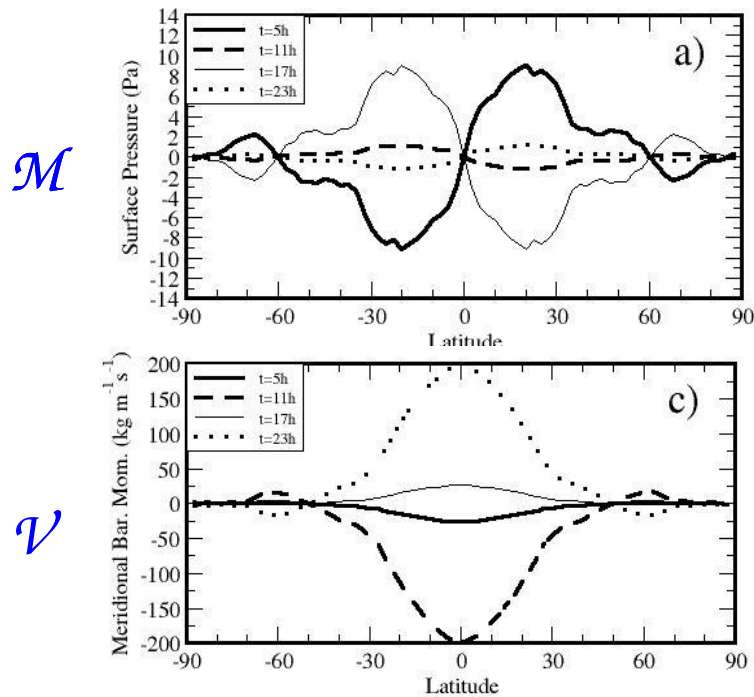 14
12
10
8
6
4
2
0
-2
-4
-6
-8
-10
-12
-14
Surface Pressure (Pa)
t=5h
t=11h
t=17h
t=23h
a)
M
-90 -60 -30 0 30 60 90
Latitude
200
150
100
50
0
-50
-100
-150
-200
Meridional Bar. Mom. (kg m⁻¹ s⁻¹)
t=5h
t=11h
t=17h
t=23h
c)
V
-90 -60 -30 0 30 60 90
Latitude